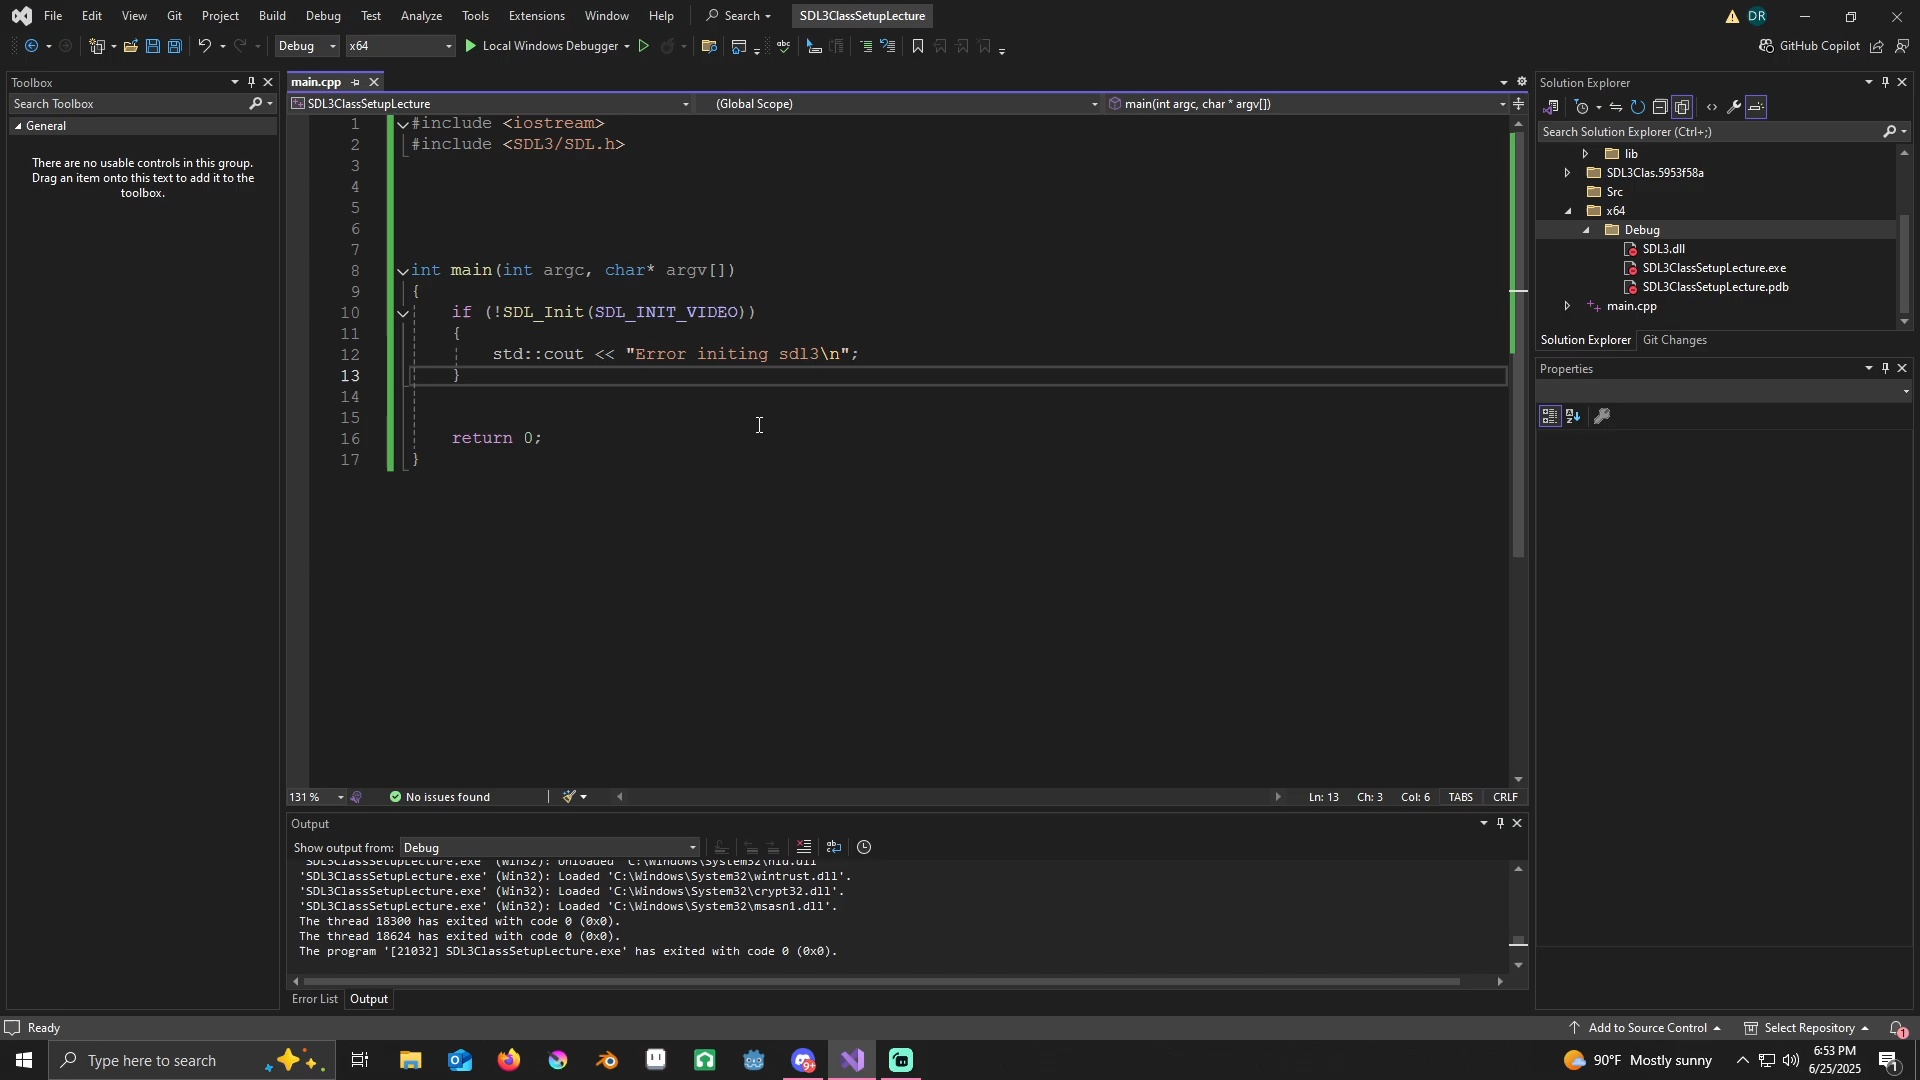 File Edit View Git Project Build Debug Test Analyze Tools Extensions Window Help Search SDL3ClassSetupLecture DR
Debug x64 Local Windows Debugger GitHub Copilot
Toolbox
Search Toolbox
General
There are no usable controls in this group.
Drag an item onto this text to add it to the
toolbox.
main.cpp
SDL3ClassSetupLecture (Global Scope) main(int argc, char * argv[])
1 #include <iostream>
2 #include <SDL3/SDL.h>
3
4
5
6
7
8 int main(int argc, char* argv[])
9 {
10 if (!SDL_Init(SDL_INIT_VIDEO))
11 {
12 std::cout << "Error initing sdl3\n";
13 }
14
15
16 return 0;
17 }
131 % No issues found Ln: 13 Ch: 3 Col: 6 TABS CRLF
Output
Show output from: Debug
'SDL3ClassSetupLecture.exe' (Win32): Unloaded 'C:\Windows\System32\hid.dll'
'SDL3ClassSetupLecture.exe' (Win32): Loaded 'C:\Windows\System32\wintrust.dll'.
'SDL3ClassSetupLecture.exe' (Win32): Loaded 'C:\Windows\System32\crypt32.dll'.
'SDL3ClassSetupLecture.exe' (Win32): Loaded 'C:\Windows\System32\msasn1.dll'.
The thread 18300 has exited with code 0 (0x0).
The thread 18624 has exited with code 0 (0x0).
The program '[21032] SDL3ClassSetupLecture.exe' has exited with code 0 (0x0).
Error List Output
Solution Explorer
Search Solution Explorer (Ctrl+;)
lib
SDL3Clas.5953f58a
Src
x64
Debug
SDL3.dll
SDL3ClassSetupLecture.exe
SDL3ClassSetupLecture.pdb
main.cpp
Solution Explorer Git Changes
Properties
Ready Add to Source Control Select Repository 1
Type here to search 9+ 90°F Mostly sunny 6:53 PM
6/25/2025 1